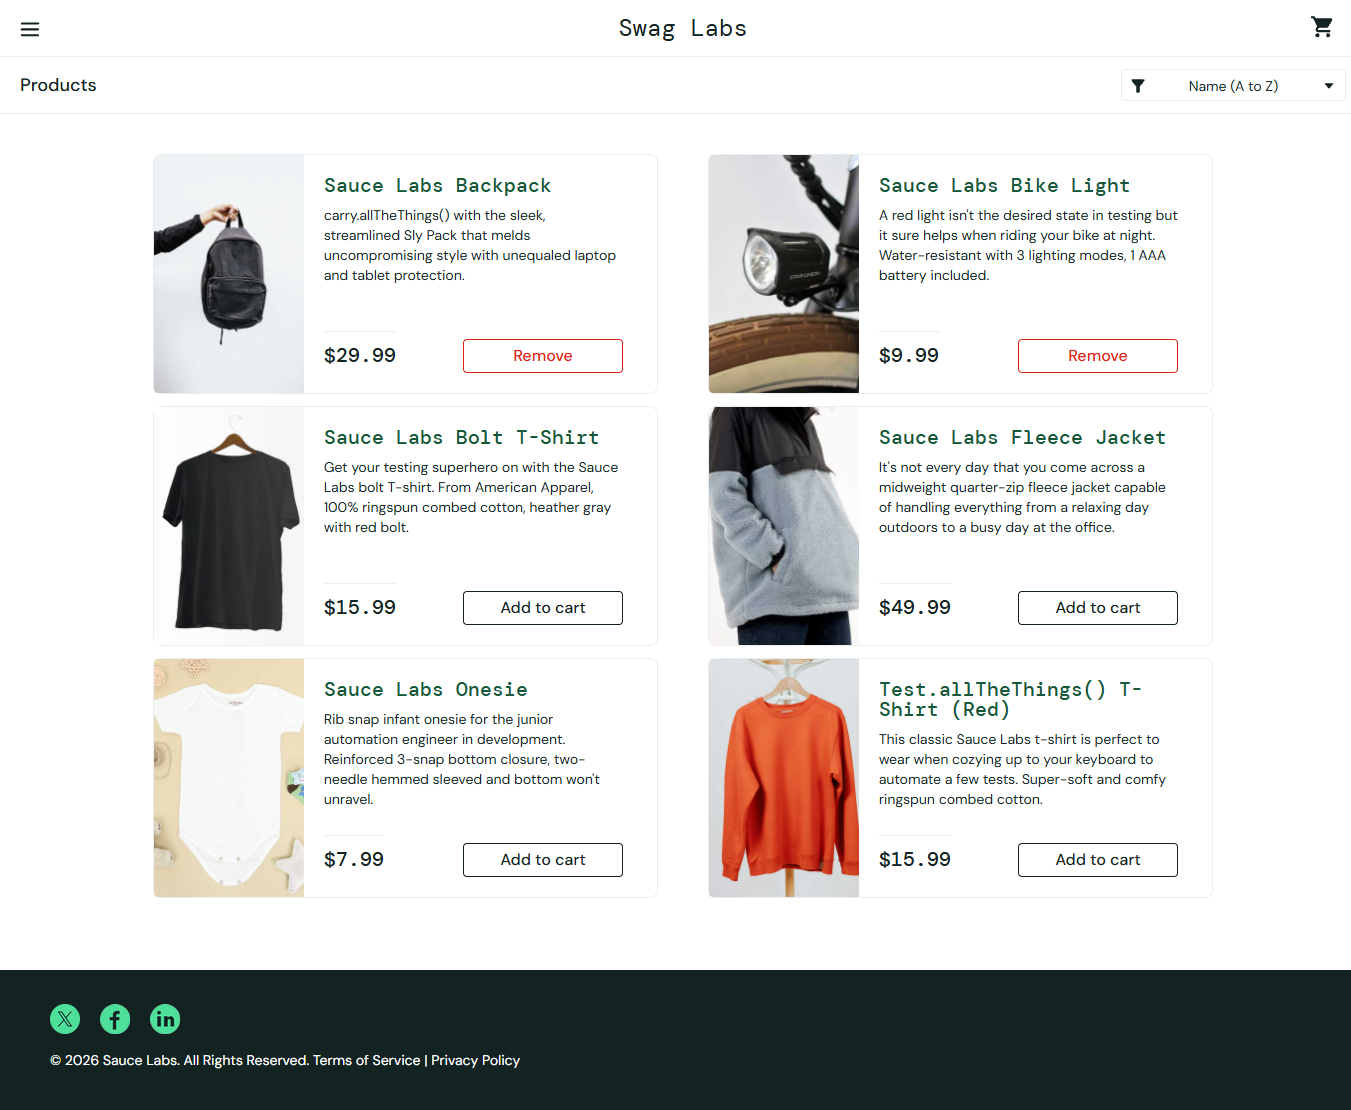 Swag Labs
Products
Name (A to Z)
Sauce Labs Backpack
carry.allTheThings() with the sleek,
streamlined Sly Pack that melds
uncompromising style with unequaled laptop
and tablet protection.
$29.99
Remove
Sauce Labs Bike Light
A red light isn't the desired state in testing but
it sure helps when riding your bike at night.
Water-resistant with 3 lighting modes, 1 AAA
battery included.
$9.99
Remove
Sauce Labs Bolt T-Shirt
Get your testing superhero on with the Sauce
Labs bolt T-shirt. From American Apparel,
100% ringspun combed cotton, heather gray
with red bolt.
$15.99
Add to cart
Sauce Labs Fleece Jacket
It's not every day that you come across a
midweight quarter-zip fleece jacket capable
of handling everything from a relaxing day
outdoors to a busy day at the office.
$49.99
Add to cart
Sauce Labs Onesie
Rib snap infant onesie for the junior
automation engineer in development.
Reinforced 3-snap bottom closure, two-
needle hemmed sleeved and bottom won't
unravel.
$7.99
Add to cart
Test.allTheThings() T-
Shirt (Red)
This classic Sauce Labs t-shirt is perfect to
wear when cozying up to your keyboard to
automate a few tests. Super-soft and comfy
ringspun combed cotton.
$15.99
Add to cart
© 2026 Sauce Labs. All Rights Reserved. Terms of Service | Privacy Policy